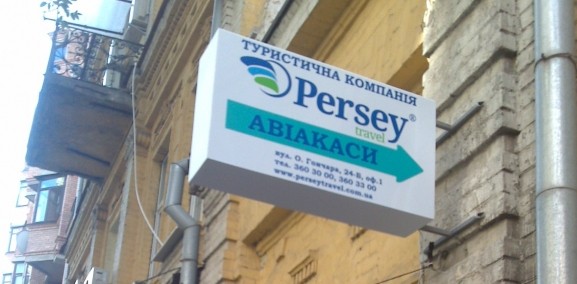 ТУРИСТИЧНА КОМПАНІЯ
Persey®
travel
АВІАКАСИ
вул. О. Гончара, 24-Б, оф.1
тел. 360 30 00, 360 33 00
www.perseytravel.com.ua